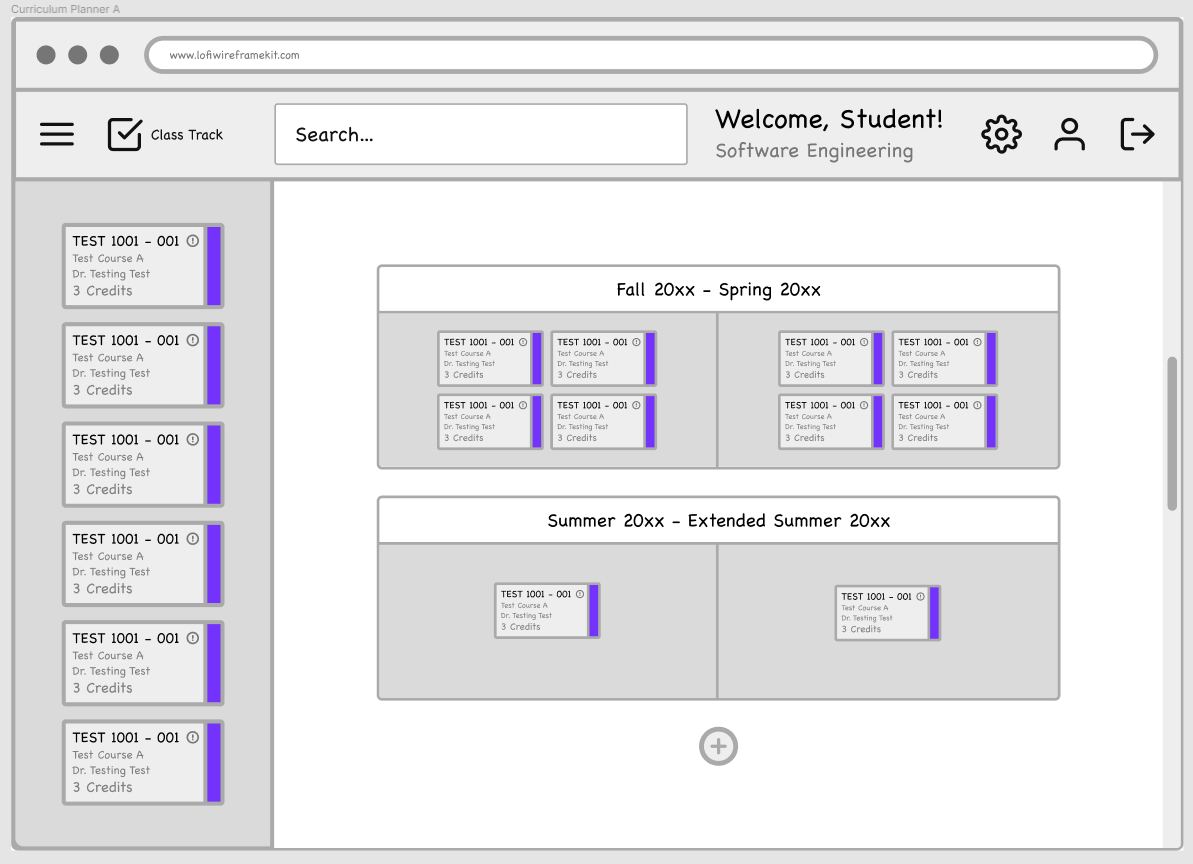 Curriculum Planner A
www.lofiwireframekit.com
Class Track
Search...
Welcome, Student!
Software Engineering
TEST 1001 - 001
Test Course A
Dr. Testing Test
3 Credits
TEST 1001 - 001
Test Course A
Dr. Testing Test
3 Credits
TEST 1001 - 001
Test Course A
Dr. Testing Test
3 Credits
TEST 1001 - 001
Test Course A
Dr. Testing Test
3 Credits
TEST 1001 - 001
Test Course A
Dr. Testing Test
3 Credits
TEST 1001 - 001
Test Course A
Dr. Testing Test
3 Credits
Fall 20xx - Spring 20xx
TEST 1001 - 001
Test Course A
Dr. Testing Test
3 Credits
TEST 1001 - 001
Test Course A
Dr. Testing Test
3 Credits
TEST 1001 - 001
Test Course A
Dr. Testing Test
3 Credits
TEST 1001 - 001
Test Course A
Dr. Testing Test
3 Credits
TEST 1001 - 001
Test Course A
Dr. Testing Test
3 Credits
TEST 1001 - 001
Test Course A
Dr. Testing Test
3 Credits
TEST 1001 - 001
Test Course A
Dr. Testing Test
3 Credits
TEST 1001 - 001
Test Course A
Dr. Testing Test
3 Credits
Summer 20xx - Extended Summer 20xx
TEST 1001 - 001
Test Course A
Dr. Testing Test
3 Credits
TEST 1001 - 001
Test Course A
Dr. Testing Test
3 Credits